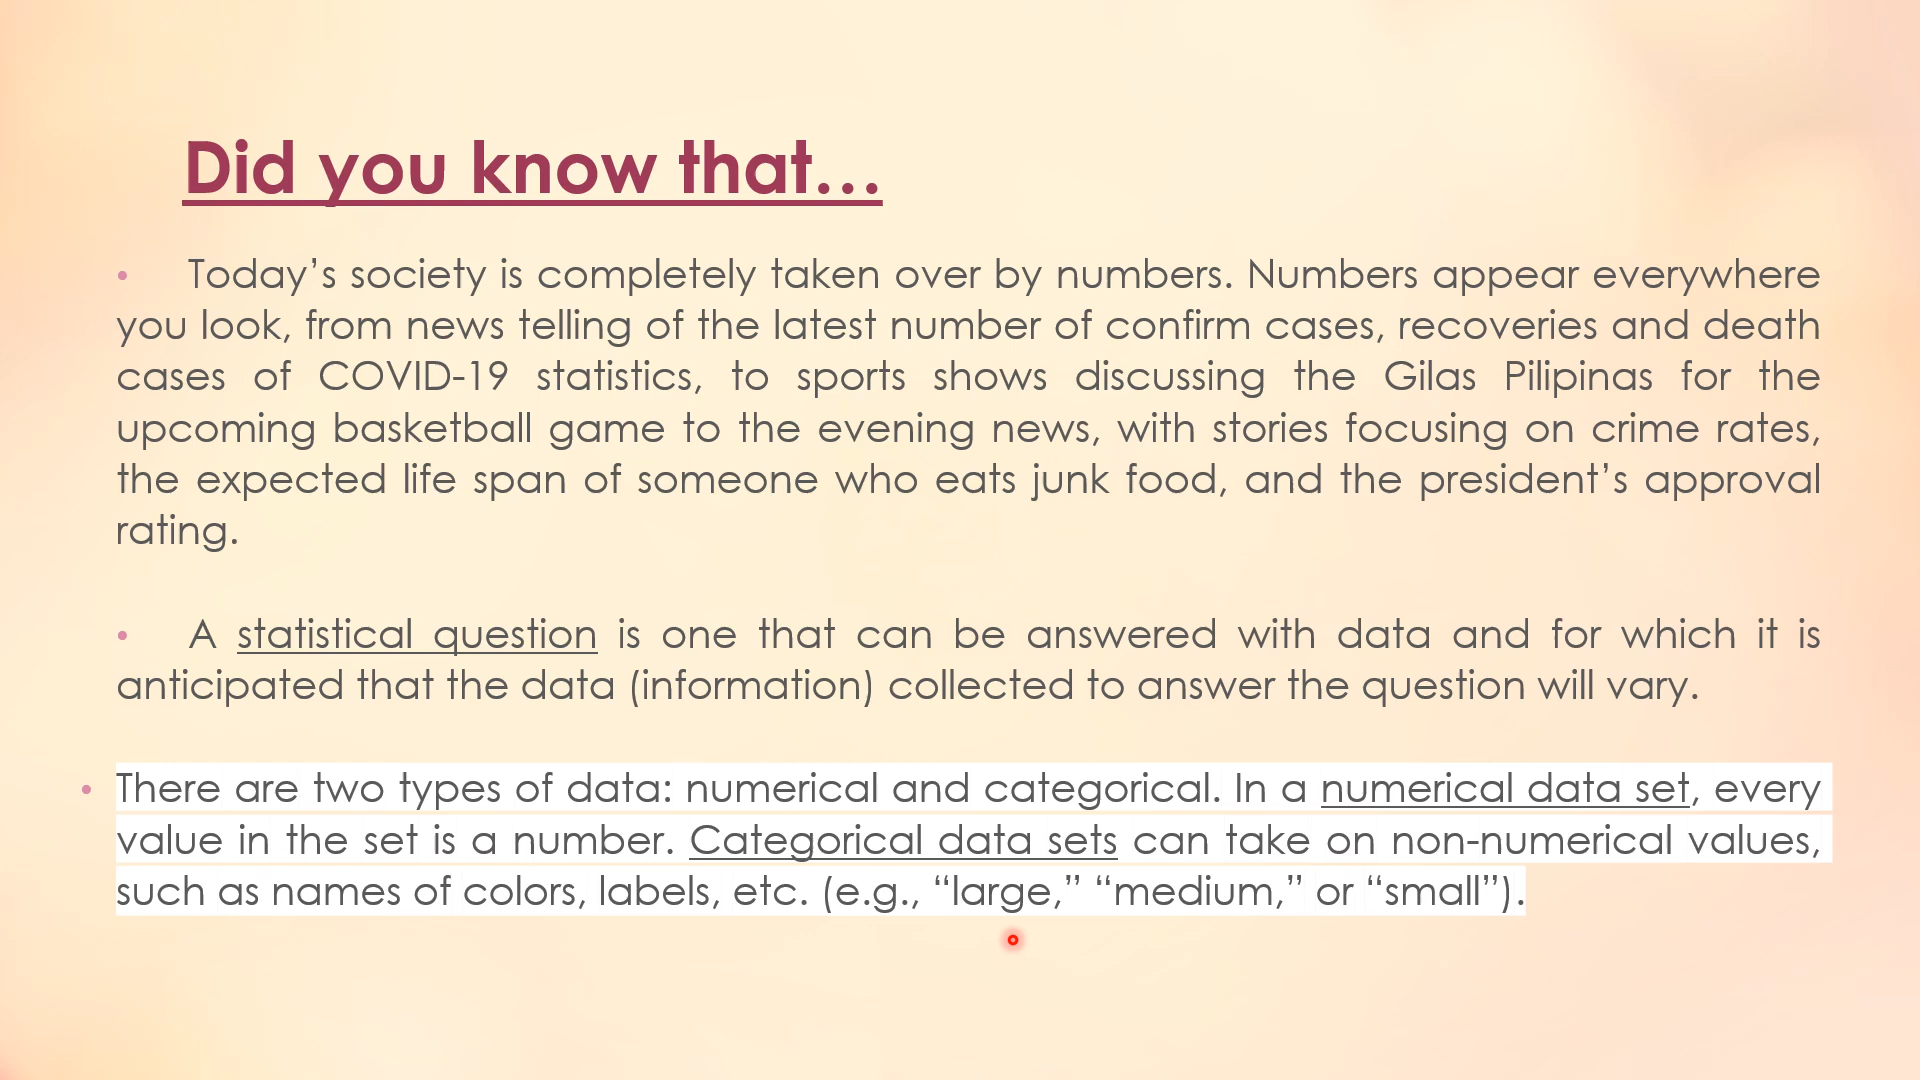 Did you know that...
• Today’s society is completely taken over by numbers. Numbers appear everywhere
you look, from news telling of the latest number of confirm cases, recoveries and death
cases of COVID-19 statistics, to sports shows discussing the Gilas Pilipinas for the
upcoming basketball game to the evening news, with stories focusing on crime rates,
the expected life span of someone who eats junk food, and the president’s approval
rating.
• A statistical question is one that can be answered with data and for which it is
anticipated that the data (information) collected to answer the question will vary.
• There are two types of data: numerical and categorical. In a numerical data set, every
value in the set is a number. Categorical data sets can take on non-numerical values,
such as names of colors, labels, etc. (e.g., “large,” “medium,” or “small”).